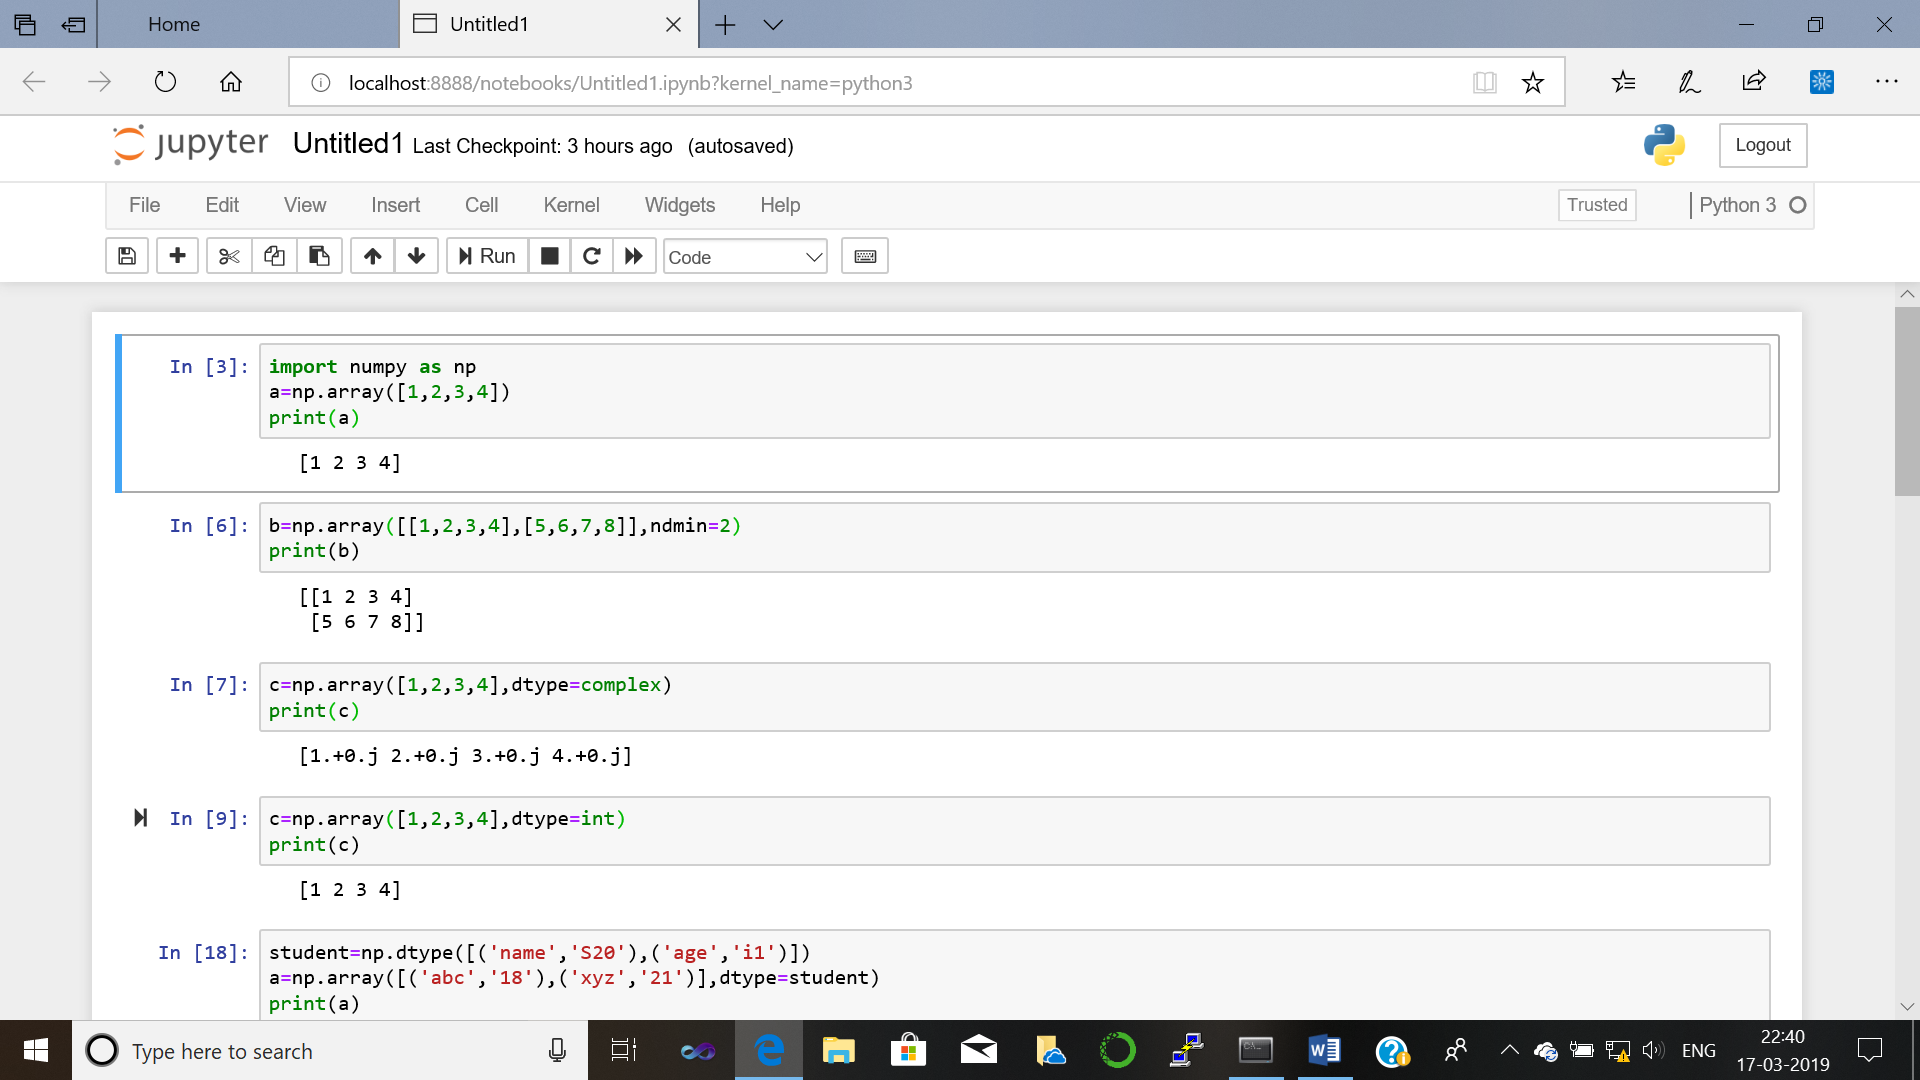 Home
Untitled1
localhost:8888/notebooks/Untitled1.ipynb?kernel_name=python3
jupyter Untitled1 Last Checkpoint: 3 hours ago (autosaved)
Logout
File Edit View Insert Cell Kernel Widgets Help
Trusted
Python 3
Run
Code
In [3]: import numpy as np
a=np.array([1,2,3,4])
print(a)
[1 2 3 4]
In [6]: b=np.array([[1,2,3,4],[5,6,7,8]],ndmin=2)
print(b)
[[1 2 3 4]
[5 6 7 8]]
In [7]: c=np.array([1,2,3,4],dtype=complex)
print(c)
[1.+0.j 2.+0.j 3.+0.j 4.+0.j]
In [9]: c=np.array([1,2,3,4],dtype=int)
print(c)
[1 2 3 4]
In [18]: student=np.dtype([('name','S20'),('age','i1')])
a=np.array([('abc','18'),('xyz','21')],dtype=student)
print(a)
Type here to search
ENG
22:40
17-03-2019